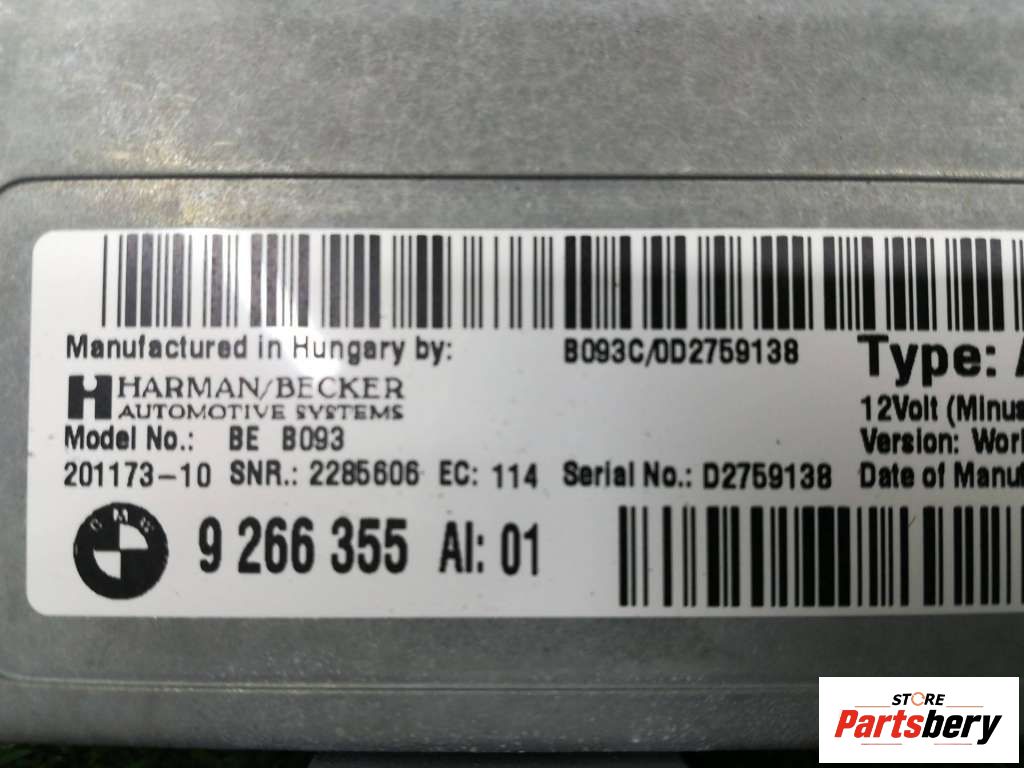 Manufactured in Hungary by: B093C/0D2759138 Type: A
HARMAN/BECKER
AUTOMOTIVE SYSTEMS 12Volt (Minus
Model No.: BE B093 Version: Worl
201173-10 SNR.: 2285606 EC: 114 Serial No.: D2759138 Date of Manuf
BMW 9 266 355 AI: 01
STORE
Partsbery